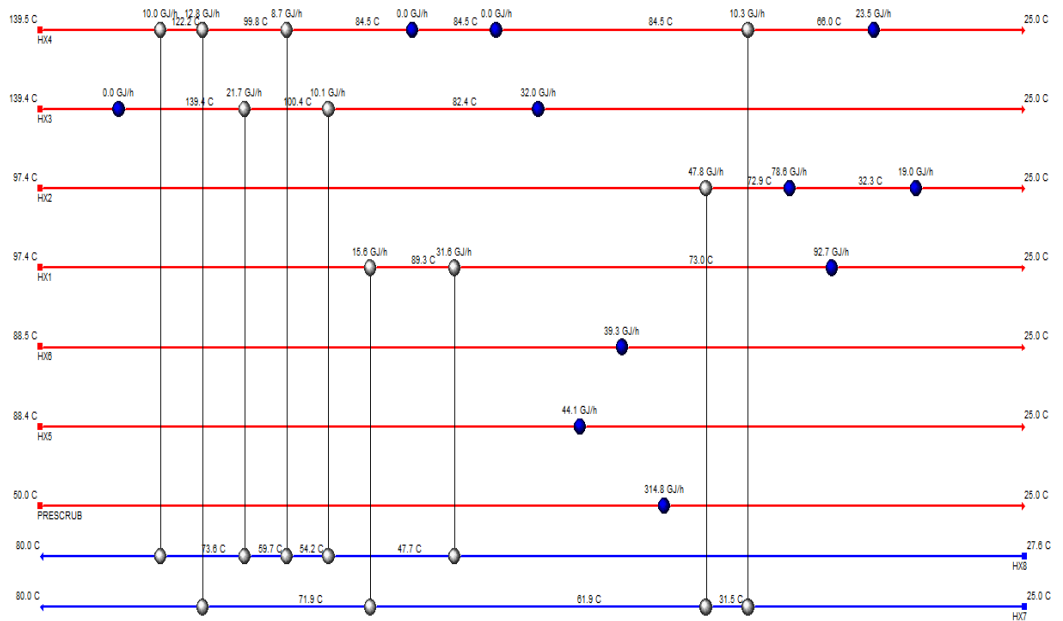 10.0 GJ/h 12.8 GJ/h 8.7 GJ/h 0.0 GJ/h 0.0 GJ/h 10.3 GJ/h 23.5 GJ/h
139.5 C 122.2 C 99.8 C 84.5 C 84.5 C 84.5 C 66.0 C 25.0 C
HX4
0.0 GJ/h 21.7 GJ/h 10.1 GJ/h 32.0 GJ/h
139.4 C 139.4 C 100.4 C 82.4 C 25.0 C
HX3
47.8 GJ/h 78.6 GJ/h 19.0 GJ/h
97.4 C 72.9 C 32.3 C 25.0 C
HX2
15.6 GJ/h 31.6 GJ/h 92.7 GJ/h
97.4 C 89.3 C 73.0 C 25.0 C
HX1
39.3 GJ/h
88.5 C 25.0 C
HX6
44.1 GJ/h
88.4 C 25.0 C
HX5
314.8 GJ/h
50.0 C 25.0 C
PRESCRUB
80.0 C 73.6 C 59.7 C 54.2 C 47.7 C 27.6 C
HX8
80.0 C 71.9 C 61.9 C 31.5 C 25.0 C
HX7